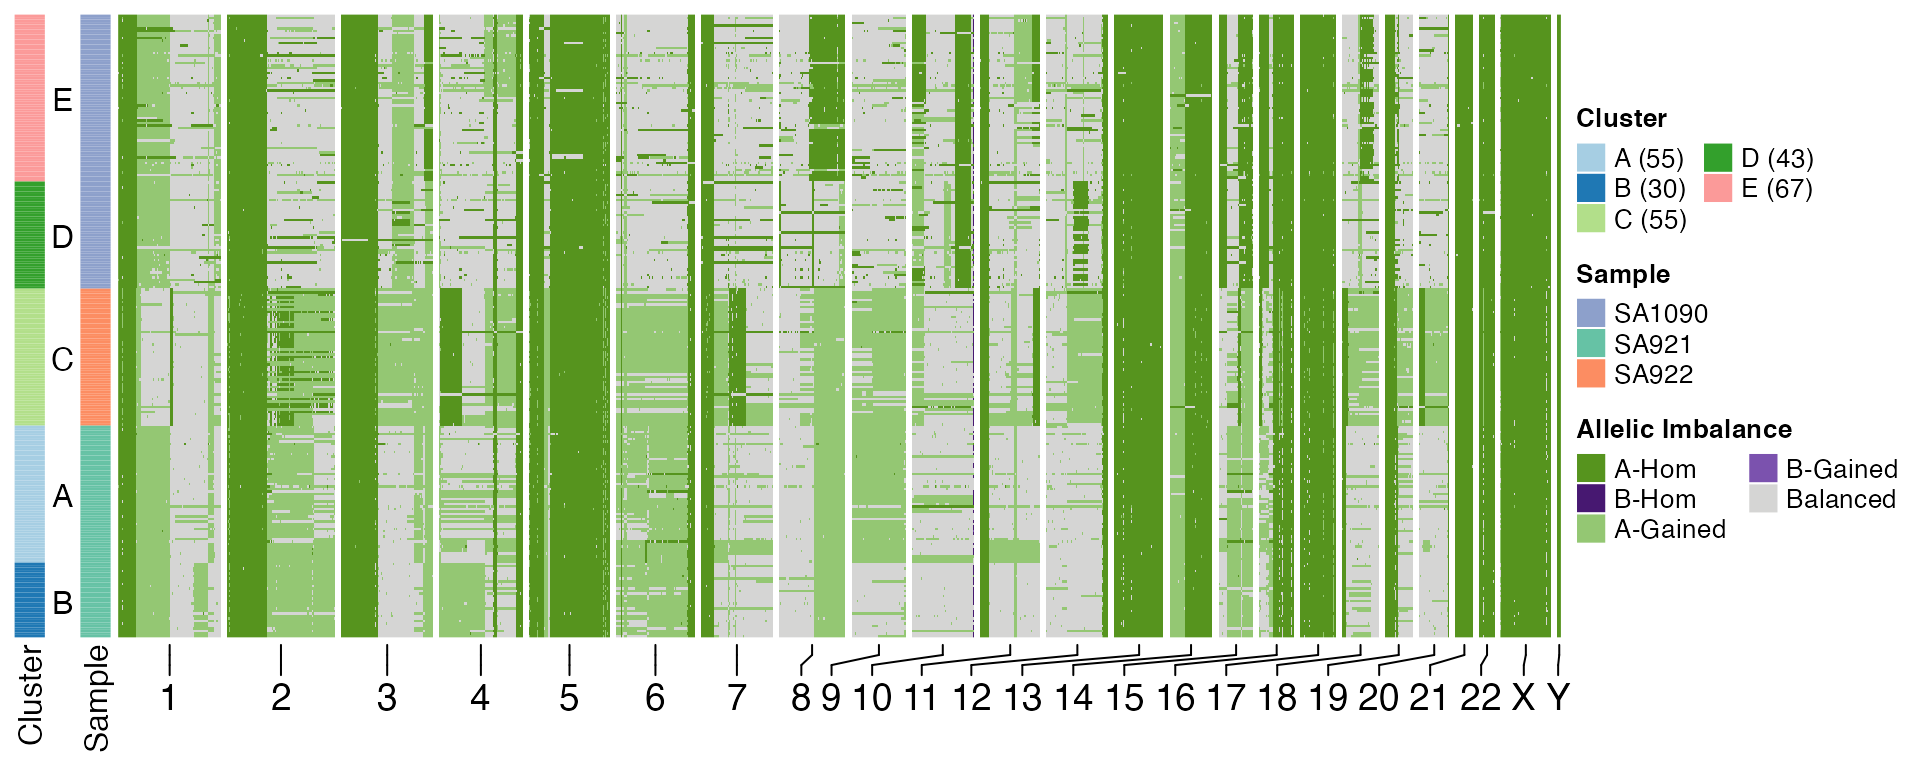 E
D
C
A
B
Cluster
Sample
1 2 3 4 5 6 7 8 9 10 11 12 13 14 15 16 17 18 19 20 21 22 X Y
Cluster
A (55) D (43)
B (30) E (67)
C (55)
Sample
SA1090
SA921
SA922
Allelic Imbalance
A-Hom B-Gained
B-Hom Balanced
A-Gained